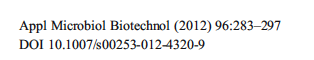 Appl Microbiol Biotechnol (2012) 96:283–297
DOI 10.1007/s00253-012-4320-9